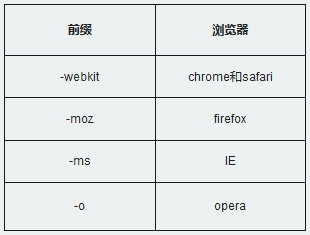 前缀 浏览器
-webkit chrome和safari
-moz firefox
-ms IE
-o opera